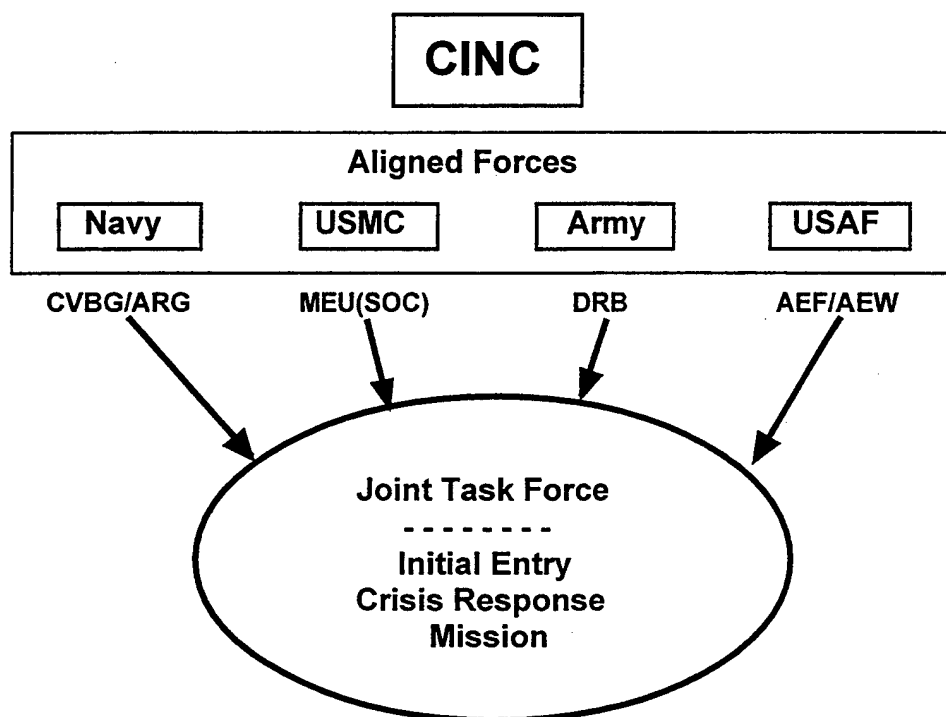 CINC
Aligned Forces
Navy USMC Army USAF
CVBG/ARG MEU(SOC) DRB AEF/AEW
Joint Task Force
- - - - - - - -
Initial Entry
Crisis Response
Mission